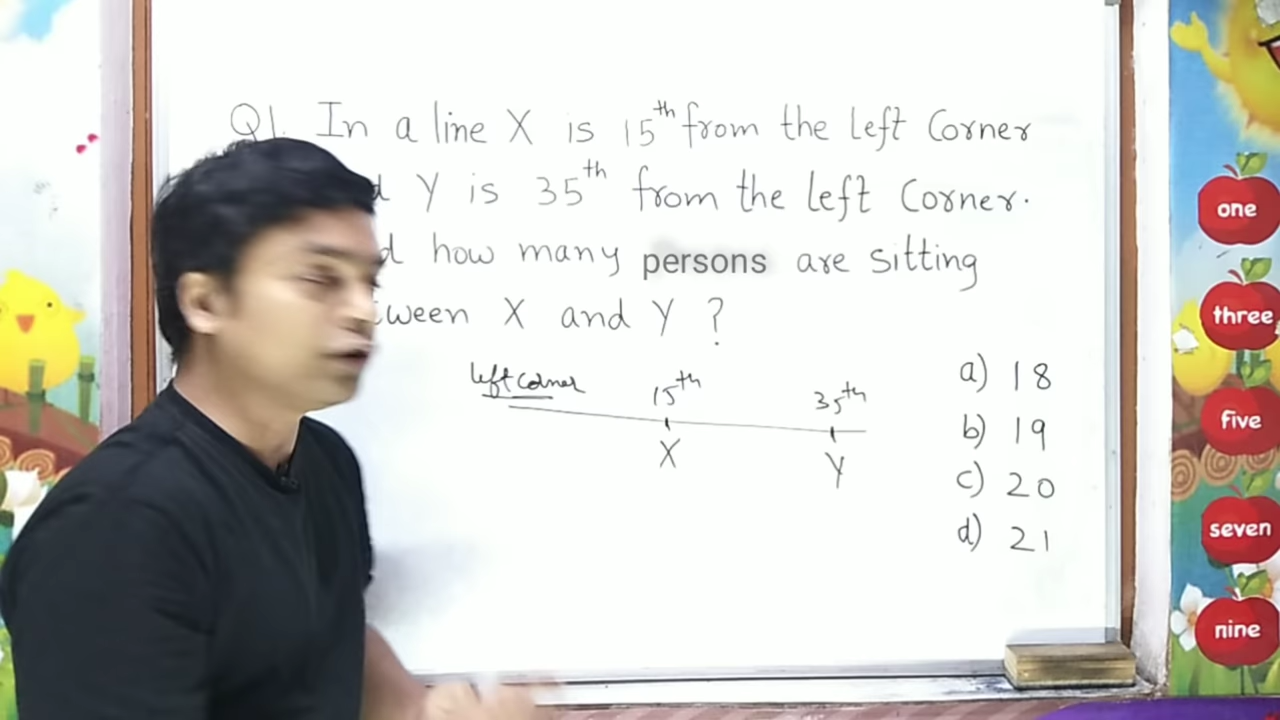 Q1. In a line X is 15th from the left Corner
Y is 35th from the left Corner.
how many persons are sitting
X and Y ?
left corner
15th
35th
X
Y
a) 18
b) 19
c) 20
d) 21
one
three
five
seven
nine